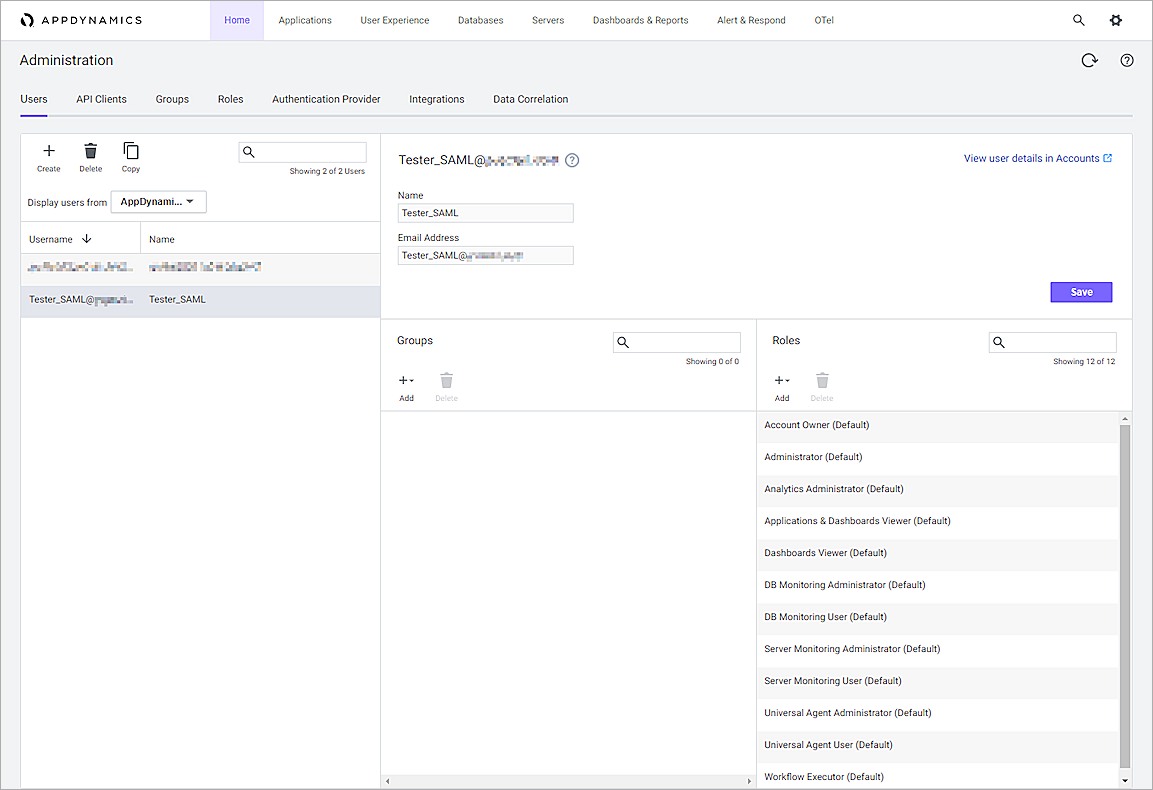 APPDYNAMICS
Home Applications User Experience Databases Servers Dashboards & Reports Alert & Respond OTel
Administration
Users API Clients Groups Roles Authentication Provider Integrations Data Correlation
Create Delete Copy
Showing 2 of 2 Users
Display users from AppDynami...
Username Name
Tester_SAML@ ... Tester_SAML
Tester_SAML@
View user details in Accounts
Name
Tester_SAML
Email Address
Tester_SAML@
Save
Groups
Showing 0 of 0
Add Delete
Roles
Showing 12 of 12
Add Delete
Account Owner (Default)
Administrator (Default)
Analytics Administrator (Default)
Applications & Dashboards Viewer (Default)
Dashboards Viewer (Default)
DB Monitoring Administrator (Default)
DB Monitoring User (Default)
Server Monitoring Administrator (Default)
Server Monitoring User (Default)
Universal Agent Administrator (Default)
Universal Agent User (Default)
Workflow Executor (Default)